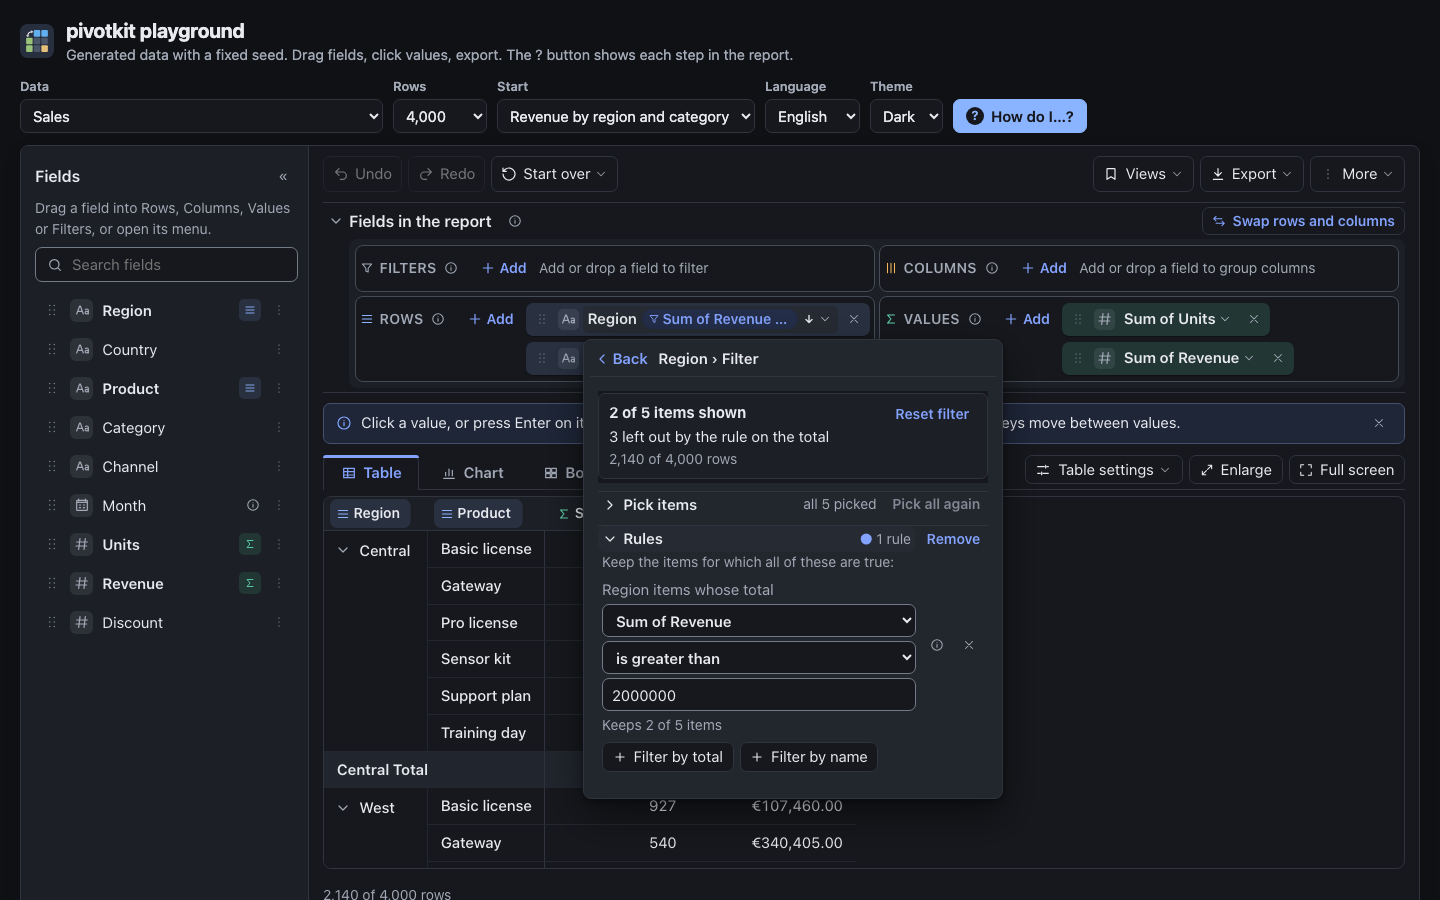 pivotkit playground
Generated data with a fixed seed. Drag fields, click values, export. The ? button shows each step in the report.
Data
Rows
Start
Language
Theme
Sales
4,000
Revenue by region and category
English
Dark
? How do I...?
Fields
«
Drag a field into Rows, Columns, Values
or Filters, or open its menu.
Search fields
Aa Region
Aa Country
Aa Product
Aa Category
Aa Channel
Month
# Units Σ
# Revenue Σ
# Discount
Undo
Redo
Start over
Views
Export
More
Fields in the report
Swap rows and columns
FILTERS
+ Add
Add or drop a field to filter
COLUMNS
+ Add
Add or drop a field to group columns
ROWS
+ Add
Aa Region
Sum of Revenue ...
Aa
Σ VALUES
+ Add
# Sum of Units
# Sum of Revenue
Back
Region › Filter
2 of 5 items shown
Reset filter
3 left out by the rule on the total
2,140 of 4,000 rows
Pick items
all 5 picked
Pick all again
Rules
1 rule
Remove
Keep the items for which all of these are true:
Region items whose total
Sum of Revenue
is greater than
2000000
Keeps 2 of 5 items
+ Filter by total
+ Filter by name
Click a value, or press Enter on
move between values.
Table
Chart
Table settings
Enlarge
Full screen
Region
Product
Σ S
Central
Basic license
Gateway
Pro license
Sensor kit
Support plan
Training day
Central Total
West
Basic license
927
€107,460.00
Gateway
540
€340,405.00
2,140 of 4,000 rows